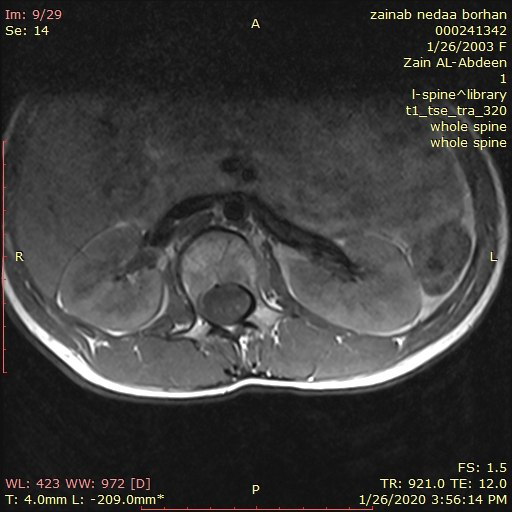 Im: 9/29
Se: 14
A
zainab nedaa borhan
000241342
1/26/2003 F
Zain AL-Abdeen
1
l-spine^library
t1_tse_tra_320
whole spine
whole spine
R
L
WL: 423 WW: 972 [D]
T: 4.0mm L: -209.0mm*
P
FS: 1.5
TR: 921.0 TE: 12.0
1/26/2020 3:56:14 PM